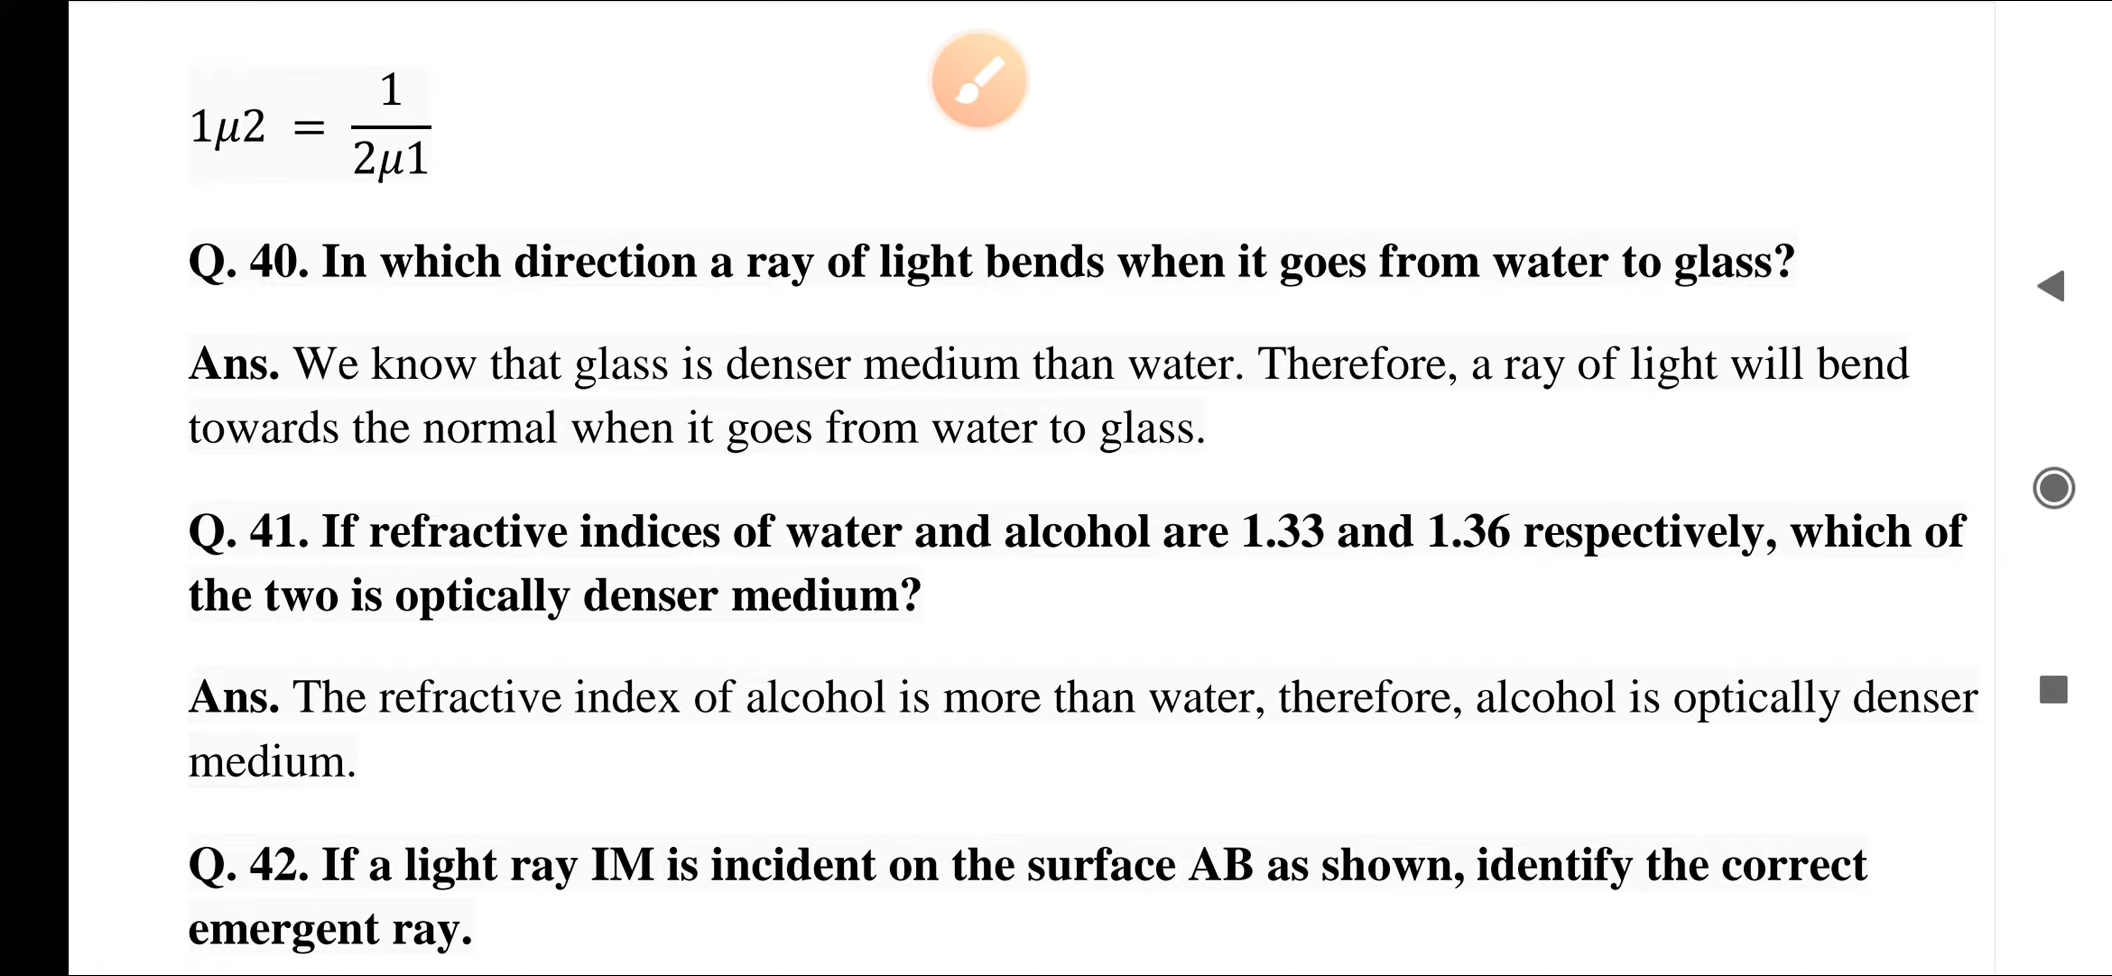 1μ2 = 1/2μ1
Q. 40. In which direction a ray of light bends when it goes from water to glass?
Ans. We know that glass is denser medium than water. Therefore, a ray of light will bend
towards the normal when it goes from water to glass.
Q. 41. If refractive indices of water and alcohol are 1.33 and 1.36 respectively, which of
the two is optically denser medium?
Ans. The refractive index of alcohol is more than water, therefore, alcohol is optically denser
medium.
Q. 42. If a light ray IM is incident on the surface AB as shown, identify the correct
emergent ray.